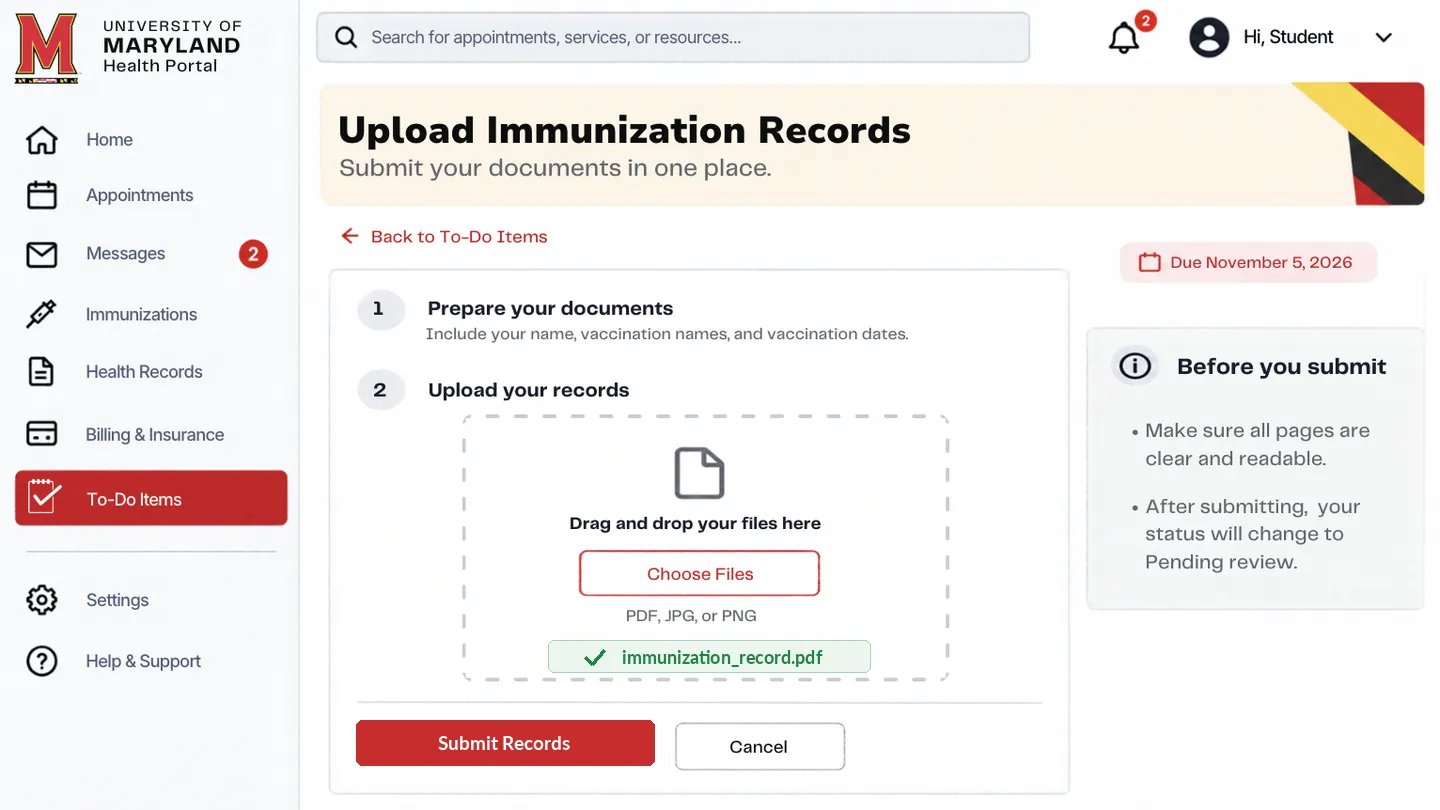 M
UNIVERSITY OF
MARYLAND
Health Portal
Search for appointments, services, or resources...
2
Hi, Student
Home
Appointments
Messages
2
Immunizations
Health Records
Billing & Insurance
To-Do Items
Settings
Help & Support
Upload Immunization Records
Submit your documents in one place.
Back to To-Do Items
Due November 5, 2026
1
Prepare your documents
Include your name, vaccination names, and vaccination dates.
2
Upload your records
Drag and drop your files here
Choose Files
PDF, JPG, or PNG
immunization_record.pdf
Submit Records
Cancel
Before you submit
• Make sure all pages are
clear and readable.
• After submitting, your
status will change to
Pending review.